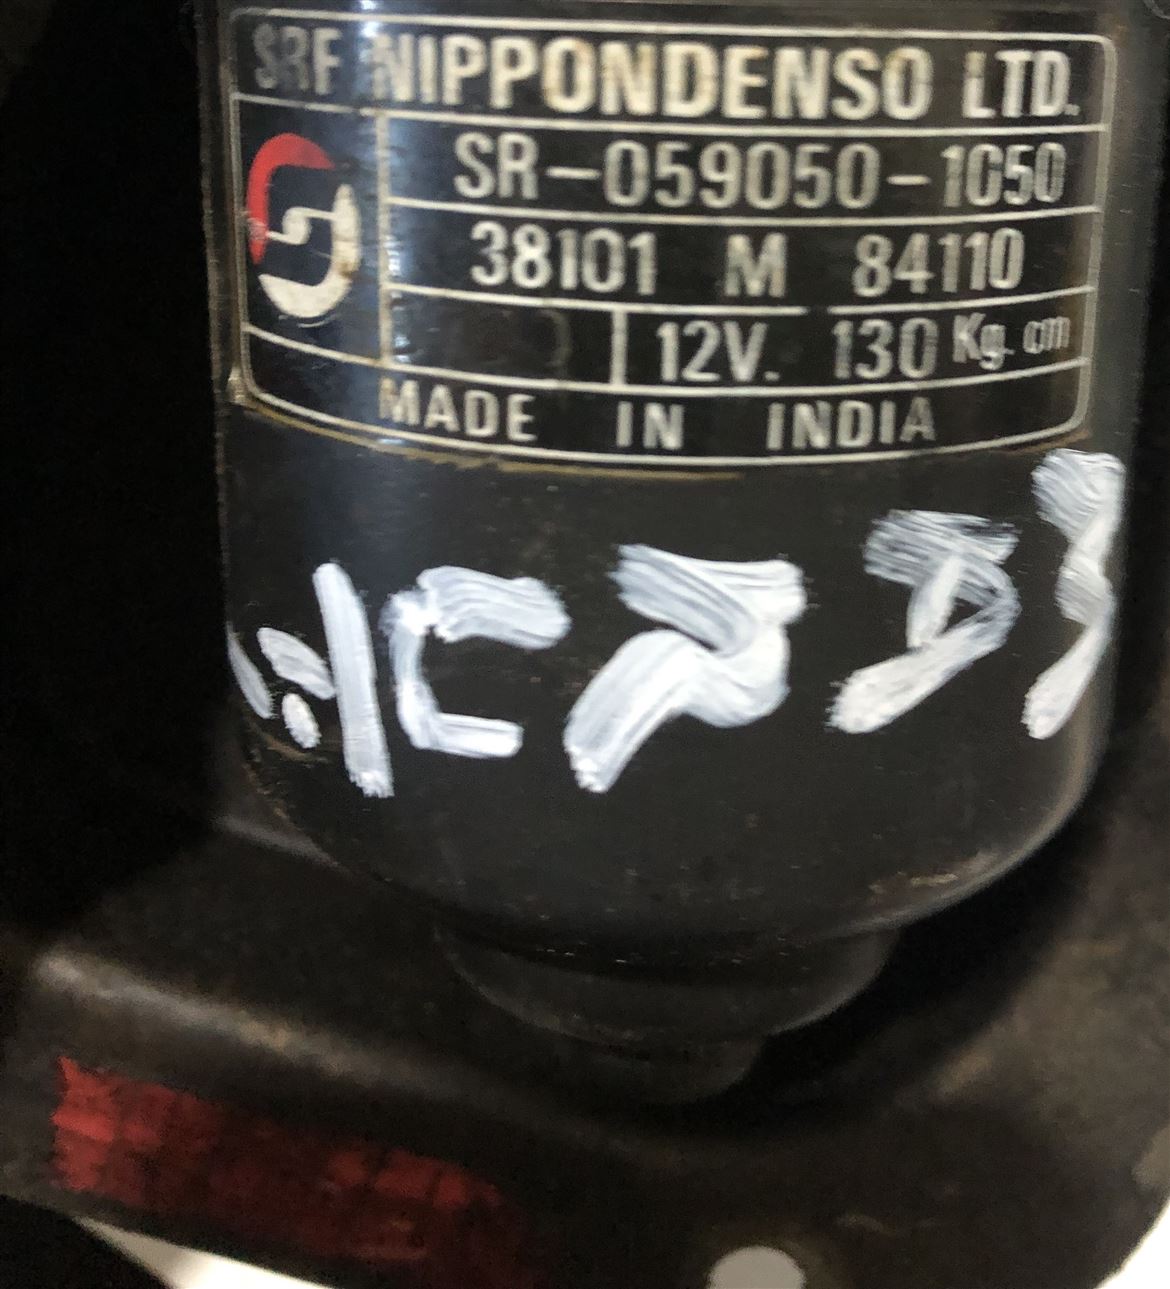 SRF NIPPONDENSO LTD.
SR-059050-1050
38101 M 84110
12V. 130 Kg. cm
MADE IN INDIA